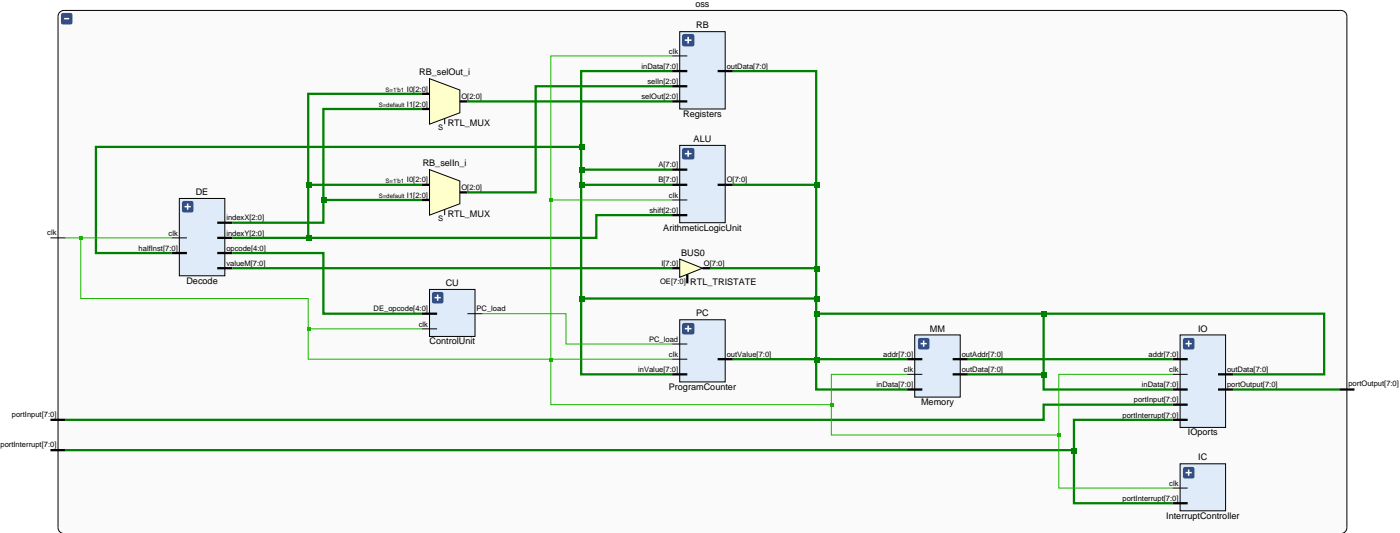 oss
RB
clk
inData[7:0]
outData[7:0]
selIn[2:0]
selOut[2:0]
Registers
RB_selOut_i
S=1'b1 I0[2:0]
S=default I1[2:0]
O[2:0]
S
RTL_MUX
ALU
A[7:0]
B[7:0]
O[7:0]
clk
shift[2:0]
ArithmeticLogicUnit
RB_selIn_i
S=1'b1 I0[2:0]
S=default I1[2:0]
O[2:0]
S
RTL_MUX
DE
indexX[2:0]
clk
indexY[2:0]
halfInst[7:0]
opcode[4:0]
valueM[7:0]
Decode
clk
BUS0
I[7:0]
O[7:0]
OE[7:0]
RTL_TRISTATE
CU
DE_opcode[4:0]
PC_load
clk
ControlUnit
PC
PC_load
clk
outValue[7:0]
inValue[7:0]
ProgramCounter
MM
addr[7:0]
outAddr[7:0]
clk
outData[7:0]
inData[7:0]
Memory
IO
addr[7:0]
clk
outData[7:0]
inData[7:0]
portOutput[7:0]
portInput[7:0]
portInterrupt[7:0]
IOports
portOutput[7:0]
portInput[7:0]
portInterrupt[7:0]
IC
clk
portInterrupt[7:0]
InterruptController